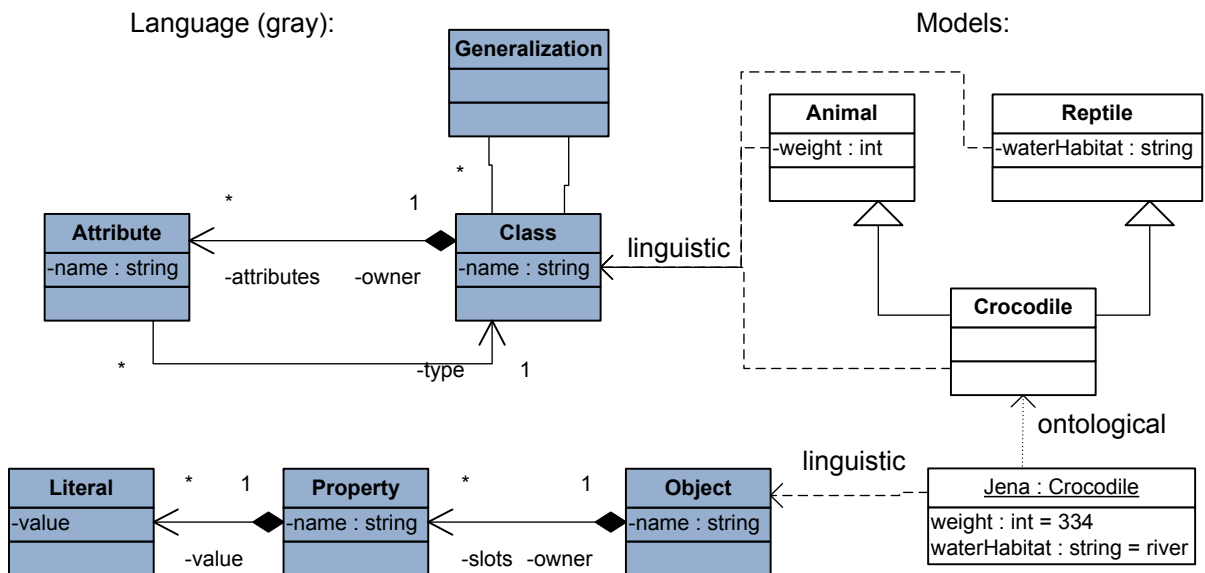 Language (gray):
Models:
Generalization
Animal
-weight : int
Reptile
-waterHabitat : string
*
*
1
Attribute
-name : string
-attributes
-owner
Class
-name : string
linguistic
*
-type
1
Crocodile
ontological
linguistic
Literal
-value
*
1
-value
Property
-name : string
*
1
-slots
-owner
Object
-name : string
Jena : Crocodile
weight : int = 334
waterHabitat : string = river